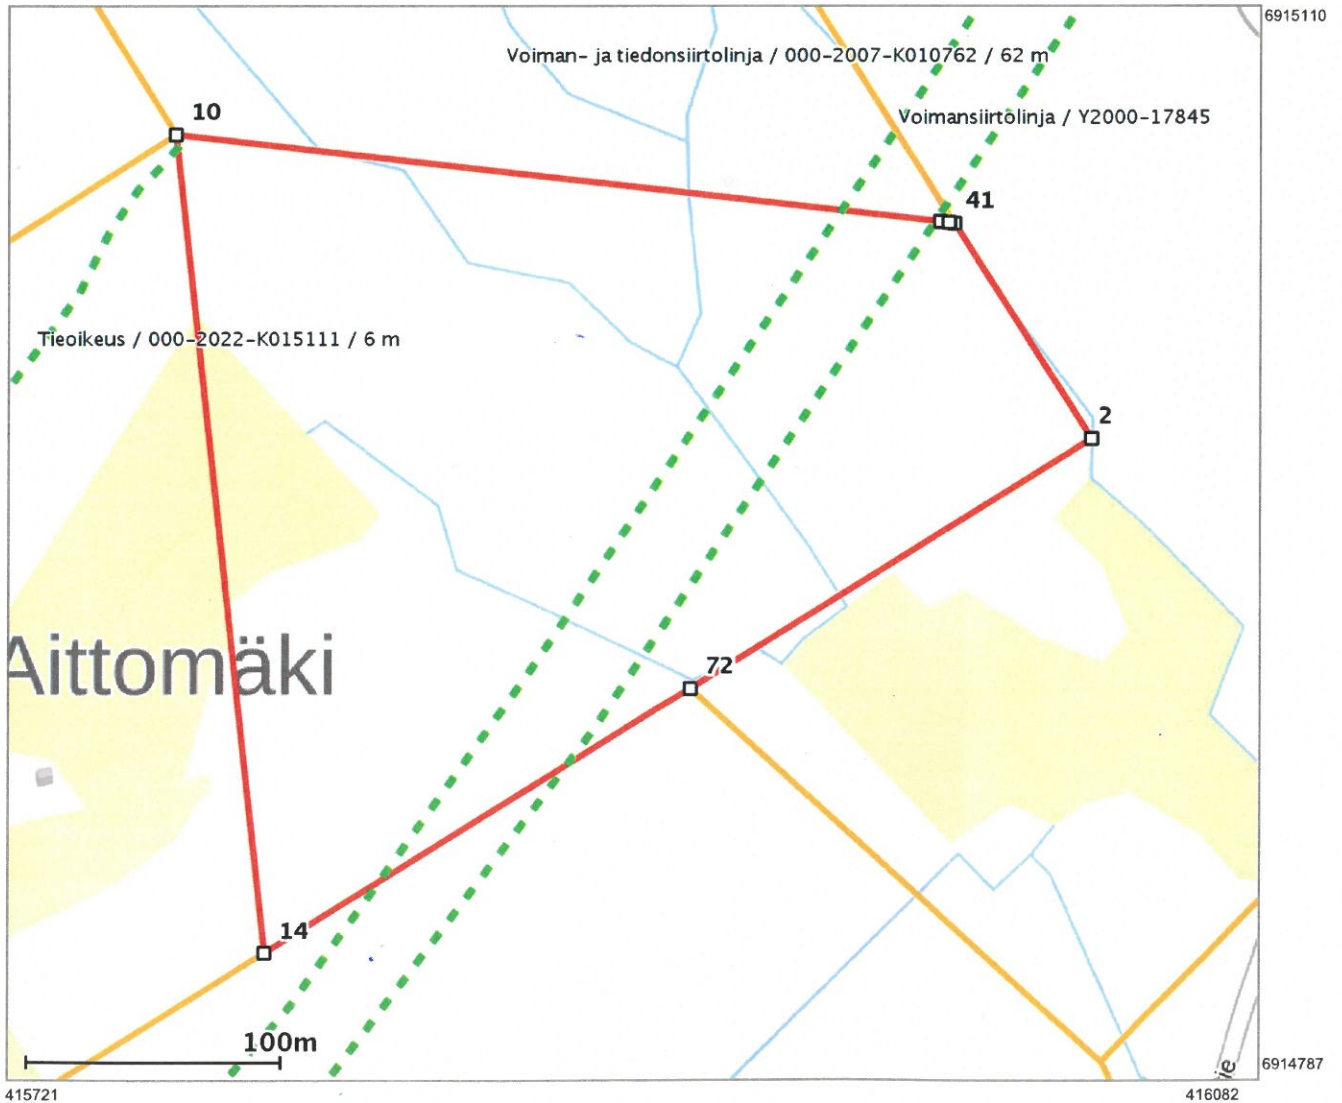 6915110
Voiman- ja tiedonsiirtolinja / 000-2007-K010762 / 62 m
10
Voimansiirtolinja / Y2000-17845
41
Tieoikeus / 000-2022-K015111 / 6 m
2
Aittomäki
72
14
100m
ie
6914787
415721
416082